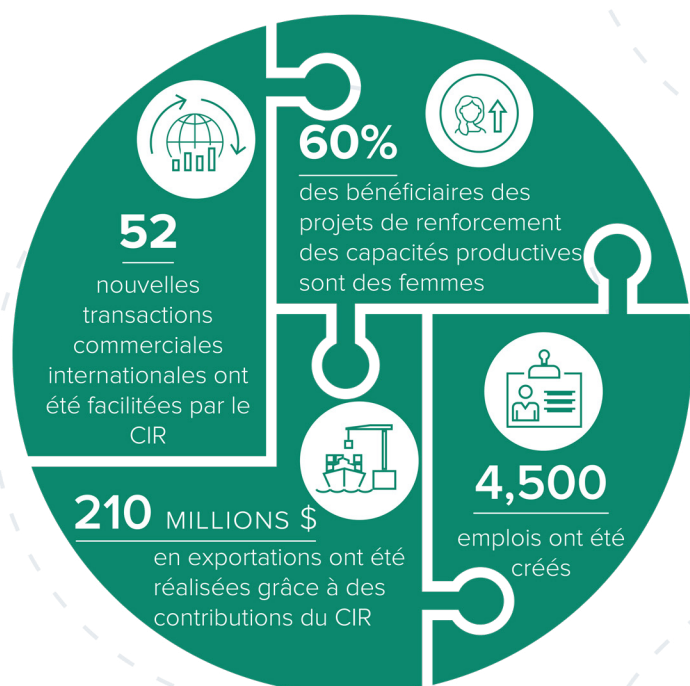 52
nouvelles
transactions
commerciales
internationales ont
été facilitées par le
CIR
60%
des bénéficiaires des
projets de renforcement
des capacités productives
sont des femmes
210 MILLIONS $
en exportations ont été
réalisées grâce à des
contributions du CIR
4,500
emplois ont été
créés